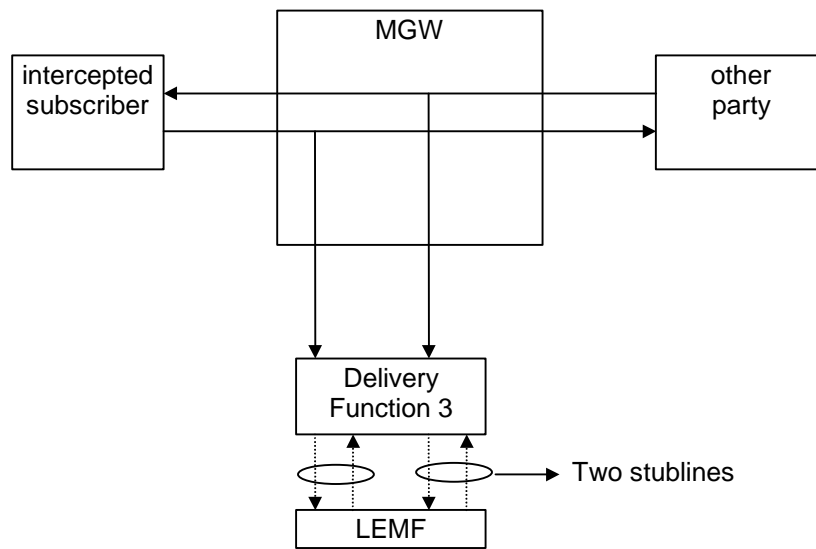 MGW
intercepted
subscriber
other
party
Delivery
Function 3
Two stublines
LEMF